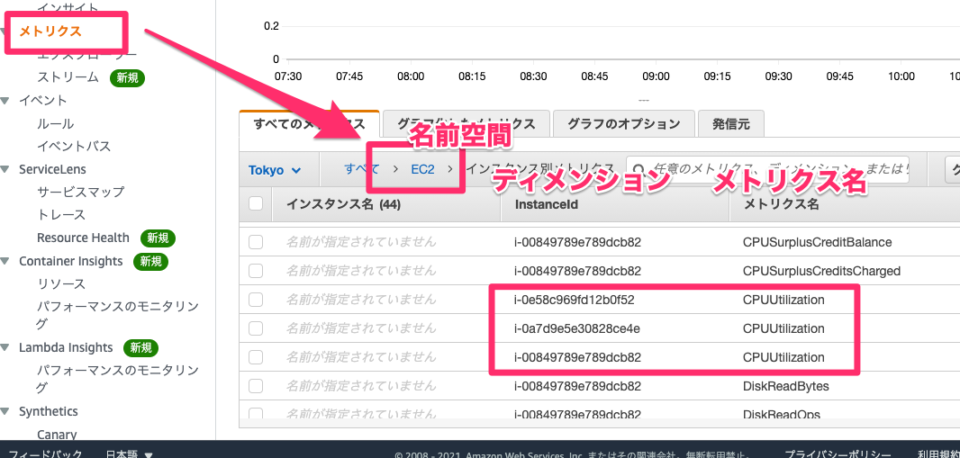 インサイト
メトリクス
エクスプローラー
ストリーム 新規
イベント
ルール
イベントバス
ServiceLens
サービスマップ
トレース
Resource Health 新規
Container Insights 新規
リソース
パフォーマンスのモニタリング
グ
Lambda Insights 新規
パフォーマンスのモニタリング
グ
Synthetics
Canary
0.2
0
07:30 07:45 08:00 08:15 08:30 08:45 09:00 09:15 09:30 09:45 10:00 10
---
すべてのメトリクス グラフ化したメトリクス グラフのオプション 発信元
名前空間
Tokyo すべて > EC2 > インスタンス別メトリクス 任意のメトリクス、ディメンション、または
ディメンション メトリクス名
インスタンス名 (44) InstanceId メトリクス名
名前が指定されていません i-00849789e789dcb82 CPUSurplusCreditBalance
名前が指定されていません i-00849789e789dcb82 CPUSurplusCreditsCharged
名前が指定されていません i-0e58c969fd12b0f52 CPUUtilization
名前が指定されていません i-0a7d9e5e30828ce4e CPUUtilization
名前が指定されていません i-00849789e789dcb82 CPUUtilization
名前が指定されていません i-00849789e789dcb82 DiskReadBytes
名前が指定されていません i-00849789e789dcb82 DiskReadOps
フィードバック 日本語 © 2008 - 2021, Amazon Web Services, Inc. またはその関連会社。無断転用禁止。 プライバシーポリシー 利用規約